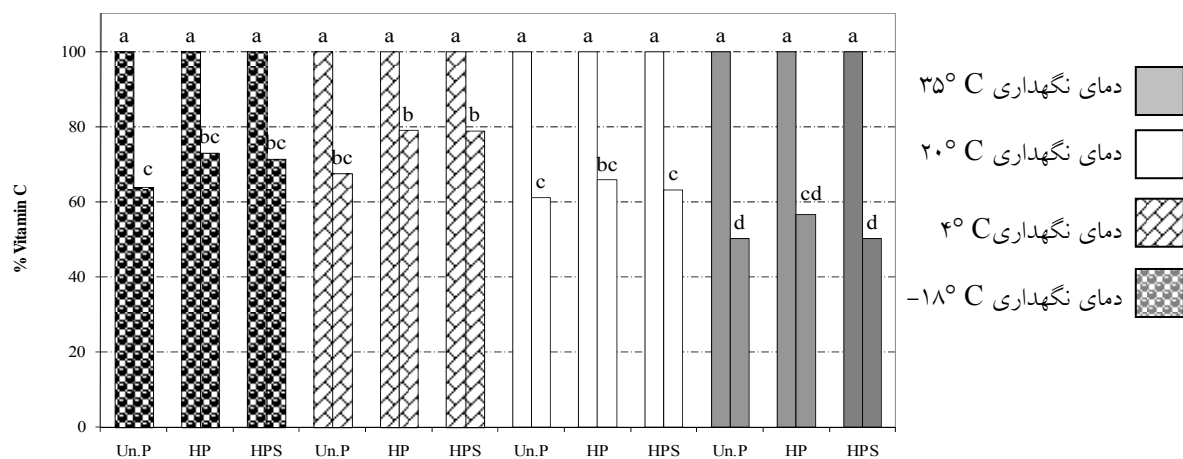 a a a a a a a a a a a a
100
80
60
40
20
0
% Vitamin C
c bc bc bc b b c bc c d cd d
Un.P HP HPS Un.P HP HPS Un.P HP HPS Un.P HP HPS
دمای نگهداری ۳۵° C
دمای نگهداری ۲۰° C
دمای نگهداری ۴° C
دمای نگهداری -۱۸° C